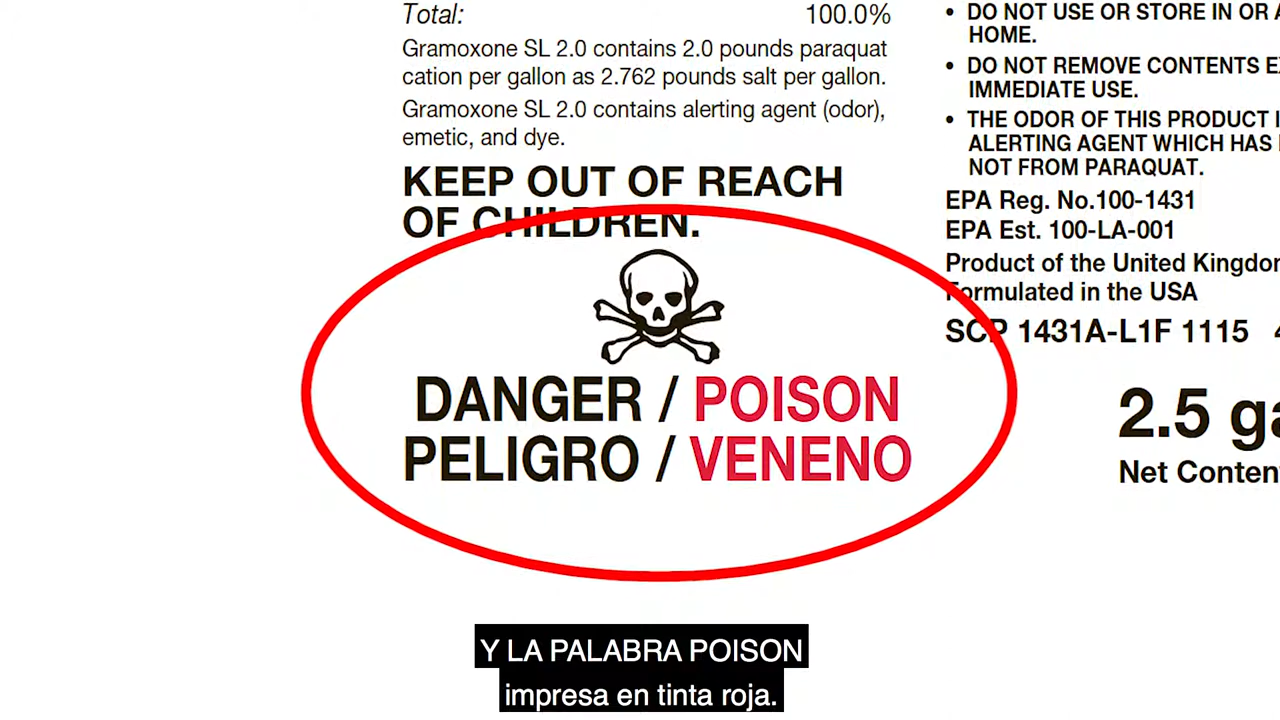 Total: 100.0%
Gramoxone SL 2.0 contains 2.0 pounds paraquat
cation per gallon as 2.762 pounds salt per gallon.
Gramoxone SL 2.0 contains alerting agent (odor),
emetic, and dye.
KEEP OUT OF REACH
OF CHILDREN.
DANGER / POISON
PELIGRO / VENENO
• DO NOT USE OR STORE IN OR
HOME.
• DO NOT REMOVE CONTENTS
IMMEDIATE USE.
• THE ODOR OF THIS PRODUCT
ALERTING AGENT WHICH HAS
NOT FROM PARAQUAT.
EPA Reg. No.100-1431
EPA Est. 100-LA-001
Product of the United Kingdom
Formulated in the USA
SCP 1431A-L1F 1115
2.5
Net
Y LA PALABRA POISON
impresa en tinta roja.